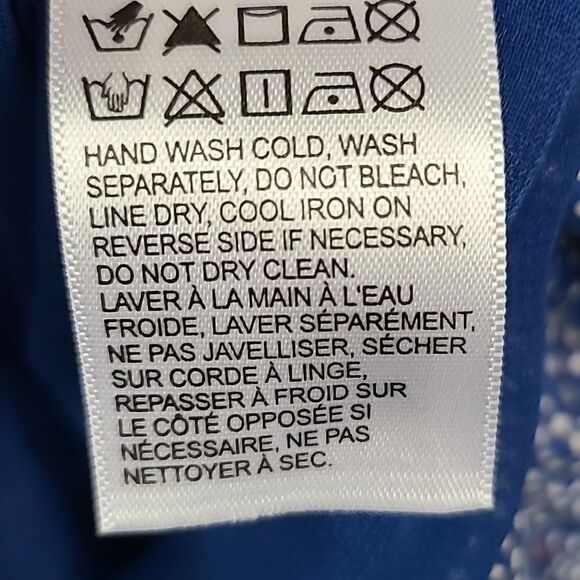 HAND WASH COLD, WASH
SEPARATELY, DO NOT BLEACH,
LINE DRY, COOL IRON ON
REVERSE SIDE IF NECESSARY,
DO NOT DRY CLEAN.
LAVER À LA MAIN À L'EAU
FROIDE, LAVER SÉPARÉMENT,
NE PAS JAVELLISER, SÉCHER
SUR CORDE À LINGE,
REPASSER À FROID SUR
LE CÔTÉ OPPOSÉE SI
NÉCESSAIRE, NE PAS
NETTOYER À SEC.